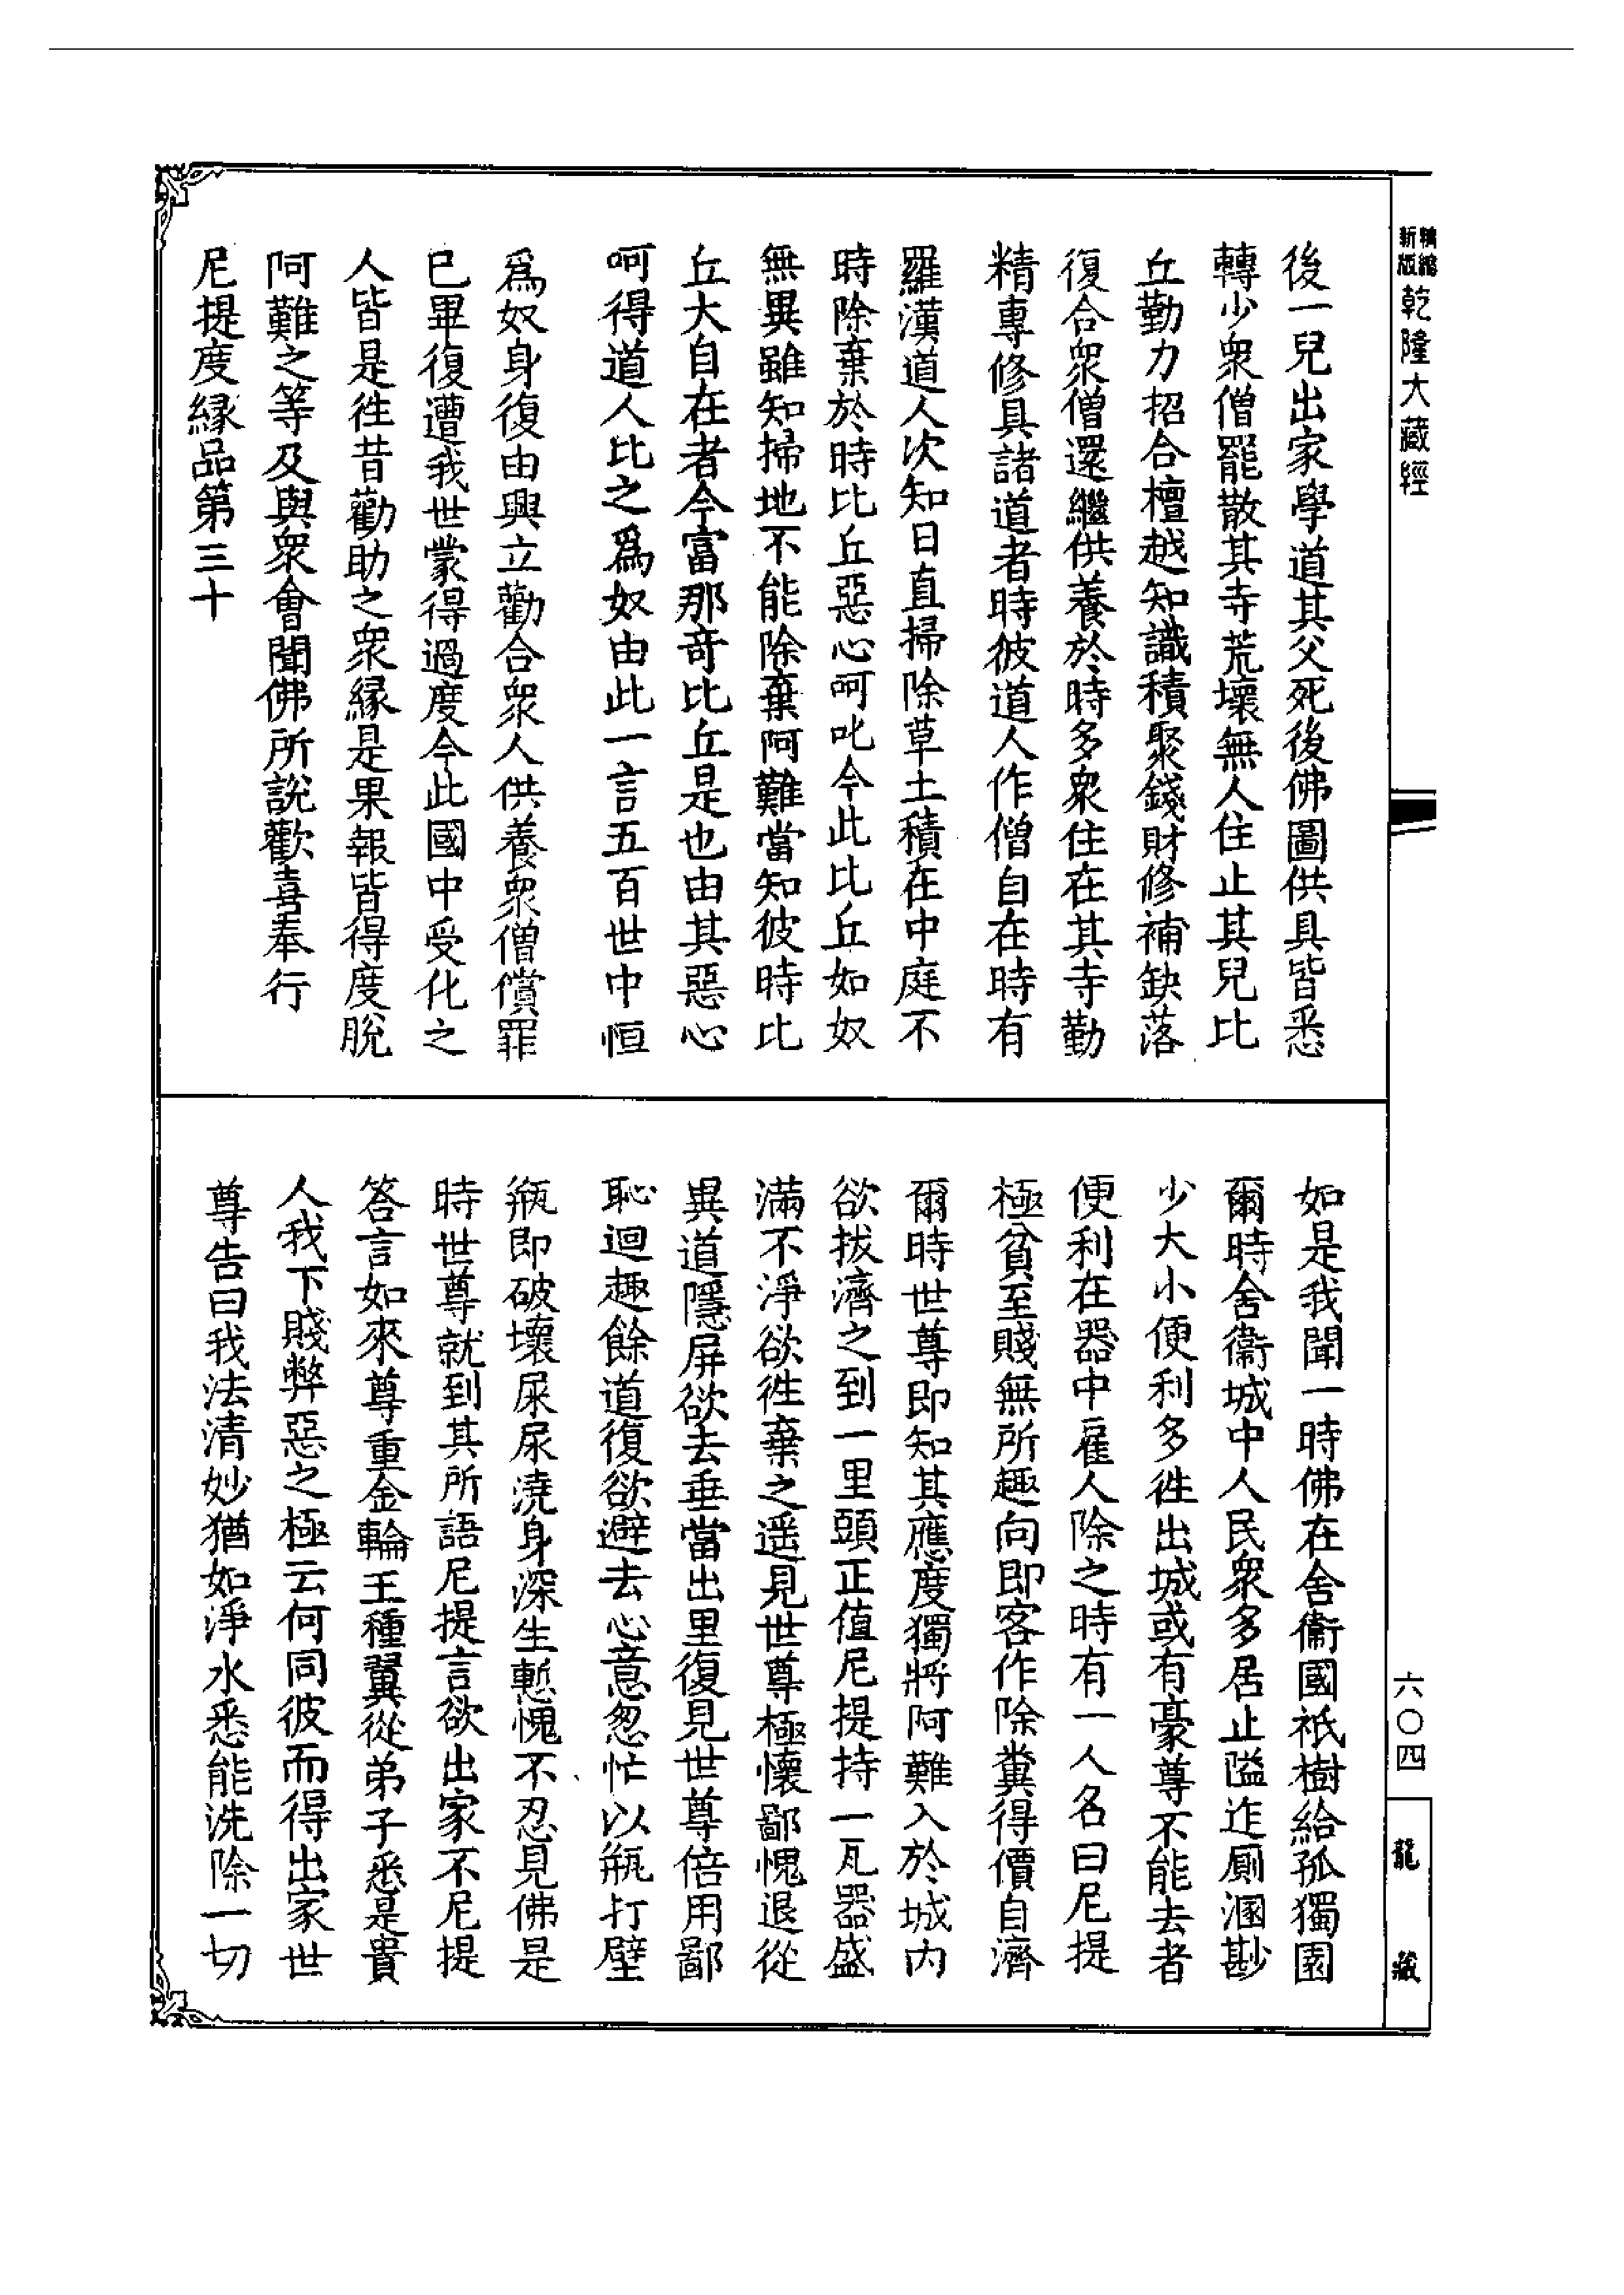 新編縮版 乾隆大藏經
後一兒出家學道其父死後佛圖供具皆悉
轉少衆僧罷散其寺荒壞無人住止其兒比
丘勤力招合檀越知識積聚錢財修補缺落
復合衆僧還繼供養於時多衆住在其寺勤
精專修具諸道者時彼道人作僧自在時有
羅漢道人次知日直掃除草土積在中庭不
時除棄於時比丘惡心呵叱今此比丘如奴
無異雖知掃地不能除棄阿難當知彼時比
丘大自在者今富那奇比丘是也由其惡心
呵得道人比之爲奴由此一言五百世中恒
爲奴身復由興立勸合衆人供養衆僧償罪
已畢復遭我世蒙得過度今此國中受化之
人皆是徃昔勸助之衆緣是果報皆得度脫
阿難之等及與衆會聞佛所說歡喜奉行
尼提度緣品第三十
如是我聞一時佛在舍衞國祇樹給孤獨園
爾時舍衞城中人民衆多居止隘迮厠溷尠
少大小便利多徃出城或有豪尊不能去者
便利在器中雇人除之時有一人名曰尼提
極貧至賤無所趣向即客作除糞得價自濟
爾時世尊即知其應度獨將阿難入於城内
欲拔濟之到一里頭正值尼提持一瓦器盛
滿不淨欲徃棄之遥見世尊極懷鄙愧退從
異道隱屏欲去垂當出里復見世尊倍用鄙
恥迴趣餘道復欲避去心意怱忙以瓶打壁
瓶即破壞屎尿澆身深生慙愧不忍見佛是
時世尊就到其所語尼提言欲出家不尼提
答言如來尊重金輪王種翼從弟子悉是貴
人我下賤弊惡之極云何同彼而得出家世
尊告曰我法清妙猶如淨水悉能洗除一切
六〇四
龍藏